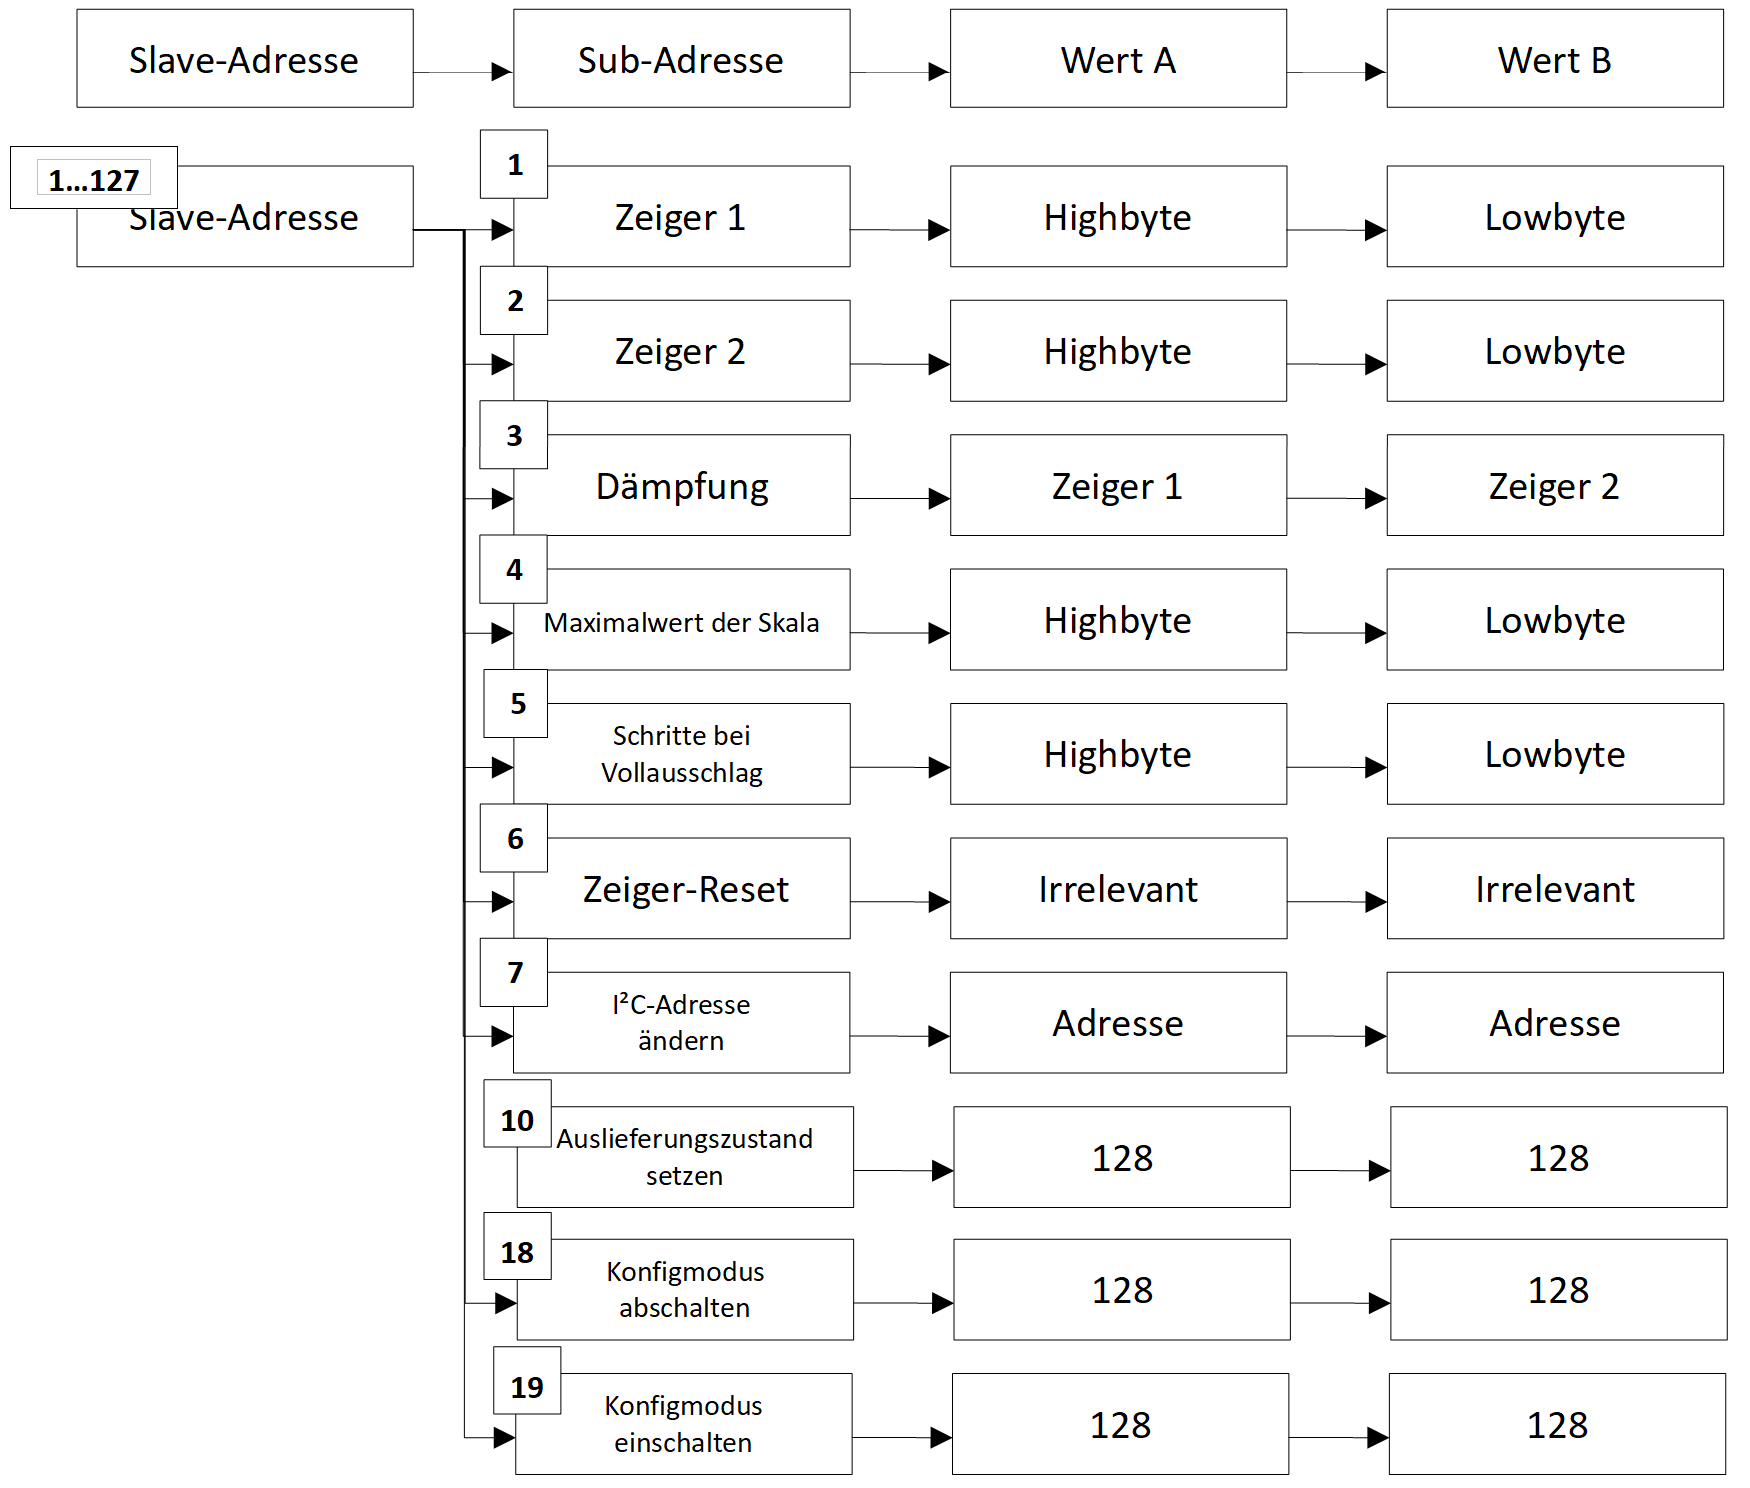 Slave-Adresse
Sub-Adresse
Wert A
Wert B
1...127
Slave-Adresse
1
Zeiger 1
Highbyte
Lowbyte
2
Zeiger 2
Highbyte
Lowbyte
3
Dämpfung
Zeiger 1
Zeiger 2
4
Maximalwert der Skala
Highbyte
Lowbyte
5
Schritte bei
Vollausschlag
Highbyte
Lowbyte
6
Zeiger-Reset
Irrelevant
Irrelevant
7
I²C-Adresse
ändern
Adresse
Adresse
10
Auslieferungszustand
setzen
128
128
18
Konfigmodus
abschalten
128
128
19
Konfigmodus
einschalten
128
128